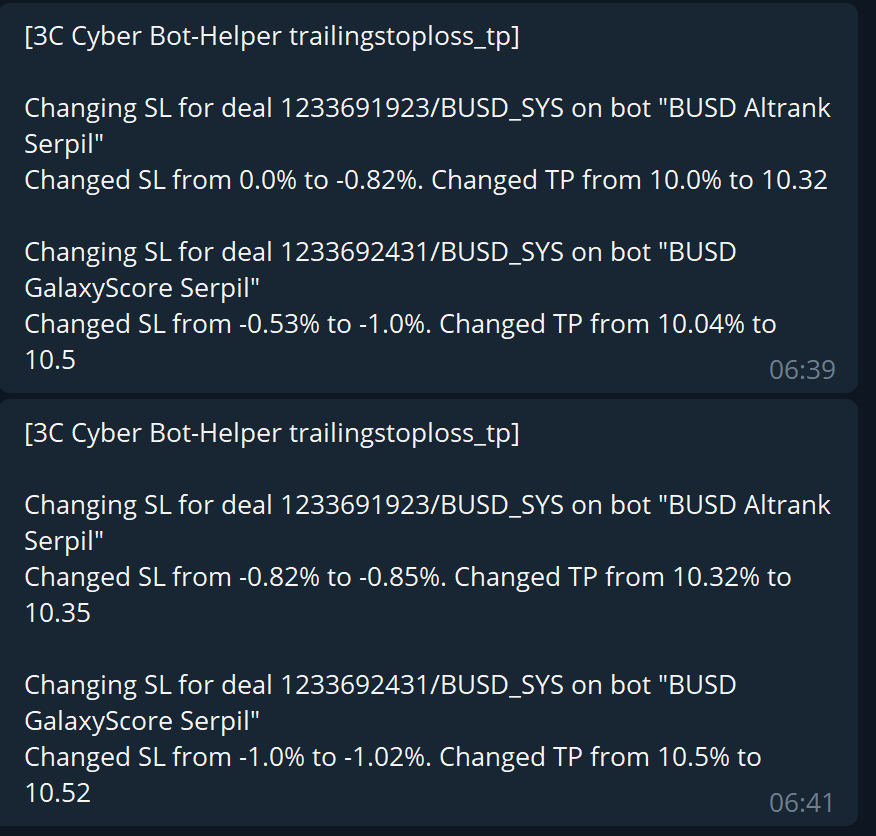 [3C Cyber Bot-Helper trailingstoploss_tp]
Changing SL for deal 1233691923/BUSD_SYS on bot "BUSD Altrank
Serpil"
Changed SL from 0.0% to -0.82%. Changed TP from 10.0% to 10.32
Changing SL for deal 1233692431/BUSD_SYS on bot "BUSD
GalaxyScore Serpil"
Changed SL from -0.53% to -1.0%. Changed TP from 10.04% to
10.5
06:39
[3C Cyber Bot-Helper trailingstoploss_tp]
Changing SL for deal 1233691923/BUSD_SYS on bot "BUSD Altrank
Serpil"
Changed SL from -0.82% to -0.85%. Changed TP from 10.32% to
10.35
Changing SL for deal 1233692431/BUSD_SYS on bot "BUSD
GalaxyScore Serpil"
Changed SL from -1.0% to -1.02%. Changed TP from 10.5% to
10.52
06:41